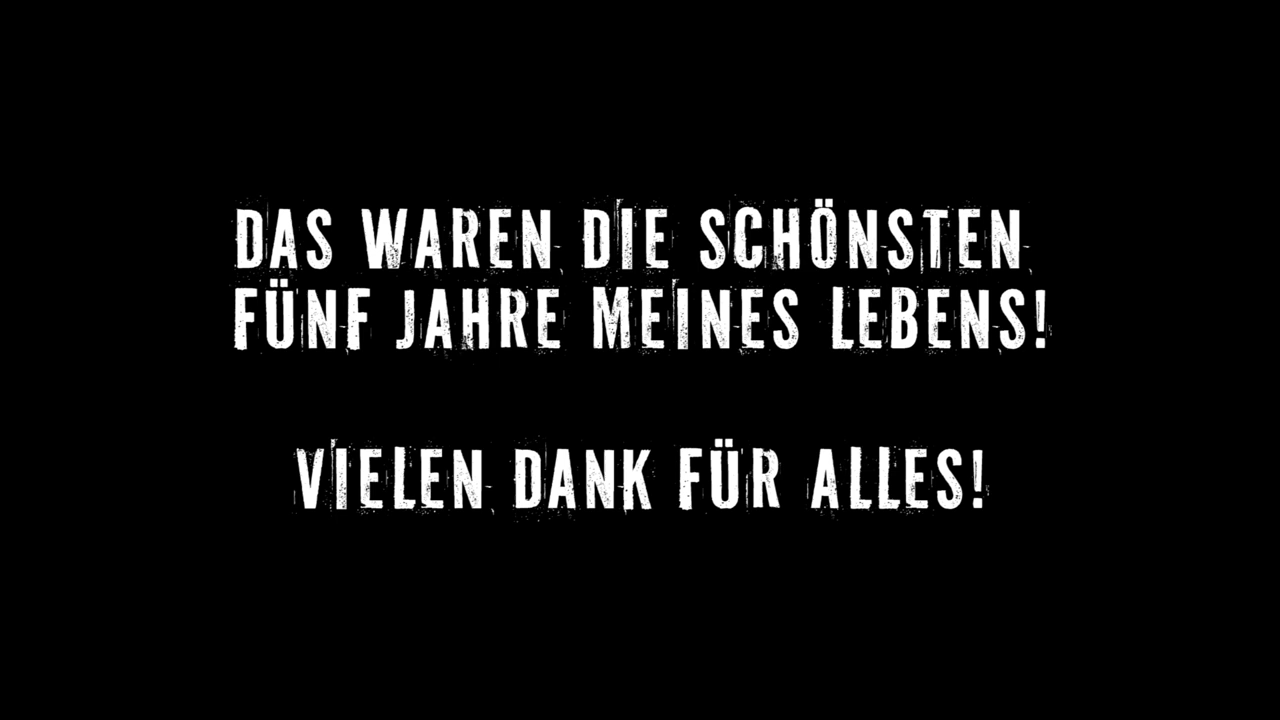 DAS WAREN DIE SCHÖNSTEN
FÜNF JAHRE MEINES LEBENS!
VIELEN DANK FÜR ALLES!